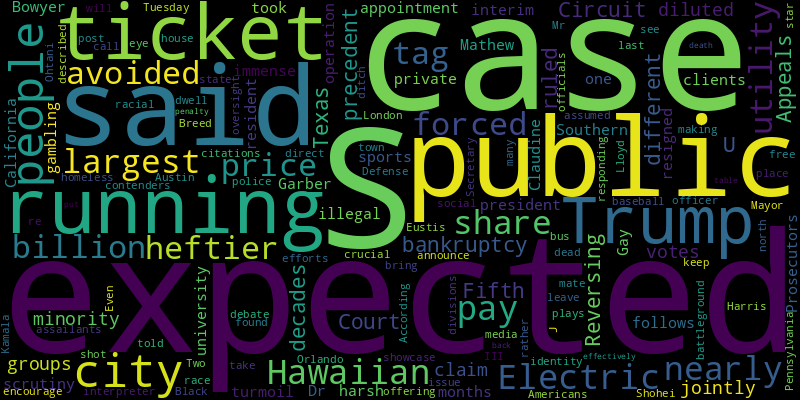 Bowyer Tuesday took appointment interim Circuit diluted
ticket case
people said avoided largest price
post eye house call described Ohtani
will immense states president operation
racial dwell penalty Breed oversight
precedent tag Mathew private clients
ruled officials one last see Mr star
Appeals utility death ditch
London forced Southern different resigned
assumed making U free place
California gambling Texas
citations direct police Garber
homeless Austin contenders
town sports Defense illegal
Secretary many Claudine responding Lloyd
social president officer baseball table Mayor
running S public
Eustis share Trump
billion heftier bankruptcy votes north Prosecutors
re put
efforts crucial bring announce
bus dead Gay keep
expected
Kamala minority assailants
Even university decades debate found
Court According divisions Fifth pay
mate leave plays Reversing
Harris follows battleground Pennsylvania
told shot Two race take
Orlando media back rather J
III showcase identity effectively
groups city Hawaiian claim Electric nearly
scrutiny turmoil Dr harsh offering issue months
encourage interpreter Black
Americans Shohei jointly